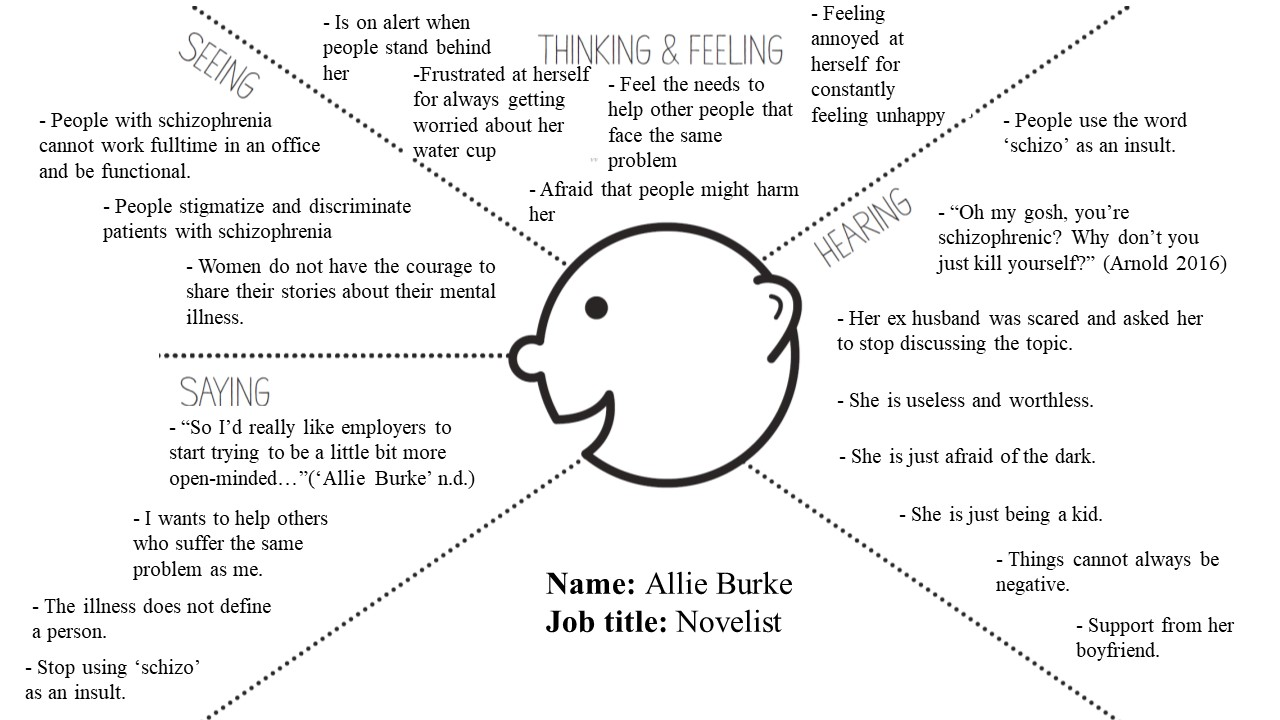 SEEING
- People with schizophrenia
cannot work fulltime in an office
and be functional.
- People stigmatize and discriminate
patients with schizophrenia
- Women do not have the courage to
share their stories about their mental
illness.
THINKING & FEELING
- Is on alert when
people stand behind
her
-Frustrated at herself
for always getting
worried about her
water cup
- Feel the needs to
help other people that
face the same
problem
- Feeling
annoyed at
herself for
constantly
feeling unhappy
- Afraid that people might harm
her
HEARING
- People use the word
‘schizo’ as an insult.
- “Oh my gosh, you’re
schizophrenic? Why don’t you
just kill yourself?” (Arnold 2016)
- Her ex husband was scared and asked her
to stop discussing the topic.
- She is useless and worthless.
- She is just afraid of the dark.
- She is just being a kid.
- Things cannot always be
negative.
- Support from her
boyfriend.
SAYING
- “So I’d really like employers to
start trying to be a little bit more
open-minded…”(‘Allie Burke’ n.d.)
- I wants to help others
who suffer the same
problem as me.
- The illness does not define
a person.
- Stop using ‘schizo’
as an insult.
Name: Allie Burke
Job title: Novelist